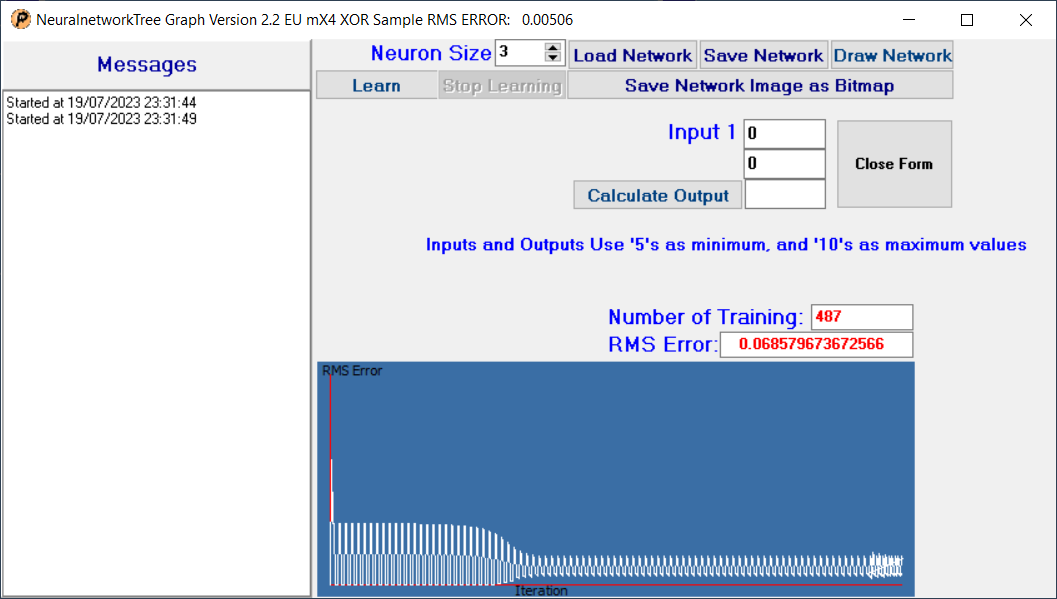 NeuralnetworkTree Graph Version 2.2 EU mX4 XOR Sample RMS ERROR: 0.00506
Messages
Started at 19/07/2023 23:31:44
Started at 19/07/2023 23:31:49
Neuron Size 3 Load Network Save Network Draw Network
Learn Stop Learning Save Network Image as Bitmap
Input 1 0
0
Close Form
Calculate Output
Inputs and Outputs Use '5's as minimum, and '10's as maximum values
Number of Training: 487
RMS Error: 0.068579673672566
RMS Error
Iteration